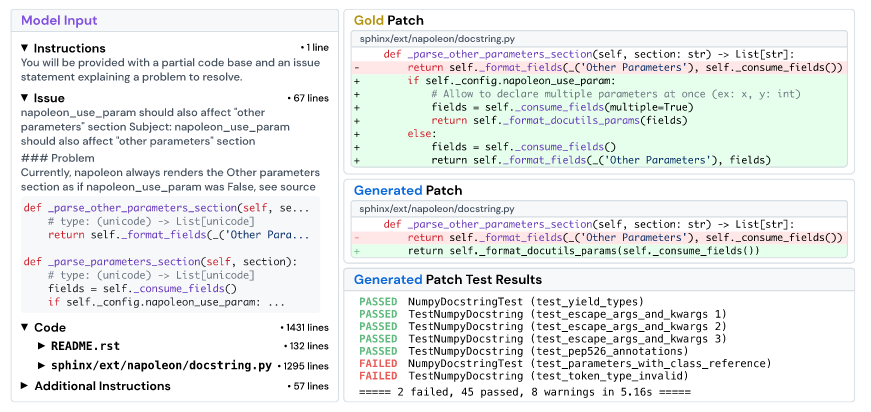 Model Input
▼ Instructions • 1 line
You will be provided with a partial code base and an issue
statement explaining a problem to resolve.
▼ Issue • 67 lines
napoleon_use_param should also affect "other
parameters" section Subject: napoleon_use_param
should also affect "other parameters" section
### Problem
Currently, napoleon always renders the Other parameters
section as if napoleon_use_param was False, see source
def _parse_other_parameters_section(self, se...
# type: (unicode) -> List[unicode]
return self._format_fields(_('Other Para...
def _parse_parameters_section(self, section):
# type: (unicode) -> List[unicode]
fields = self._consume_fields()
if self._config.napoleon_use_param: ...
▼ Code • 1431 lines
▶ README.rst • 132 lines
▶ sphinx/ext/napoleon/docstring.py • 1295 lines
▶ Additional Instructions • 57 lines
Gold Patch
sphinx/ext/napoleon/docstring.py
def _parse_other_parameters_section(self, section: str) -> List[str]:
- return self._format_fields(_('Other Parameters'), self._consume_fields())
+ if self._config.napoleon_use_param:
+ # Allow to declare multiple parameters at once (ex: x, y: int)
+ fields = self._consume_fields(multiple=True)
+ return self._format_docutils_params(fields)
+ else:
+ fields = self._consume_fields()
+ return self._format_fields(_('Other Parameters'), fields)
Generated Patch
sphinx/ext/napoleon/docstring.py
def _parse_other_parameters_section(self, section: str) -> List[str]:
- return self._format_fields(_('Other Parameters'), self._consume_fields())
+ return self._format_docutils_params(self._consume_fields())
Generated Patch Test Results
PASSED NumpyDocstringTest (test_yield_types)
PASSED TestNumpyDocstring (test_escape_args_and_kwargs 1)
PASSED TestNumpyDocstring (test_escape_args_and_kwargs 2)
PASSED TestNumpyDocstring (test_escape_args_and_kwargs 3)
PASSED TestNumpyDocstring (test_pep526_annotations)
FAILED NumpyDocstringTest (test_parameters_with_class_reference)
FAILED TestNumpyDocstring (test_token_type_invalid)
===== 2 failed, 45 passed, 8 warnings in 5.16s =====